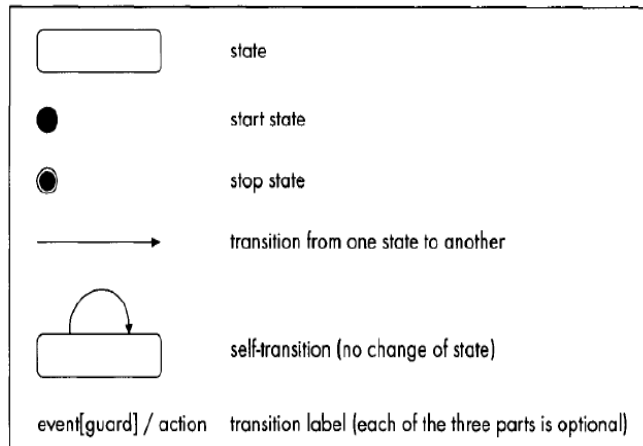 state
start state
stop state
transition from one state to another
self-transition (no change of state)
event[guard] / action transition label (each of the three parts is optional)